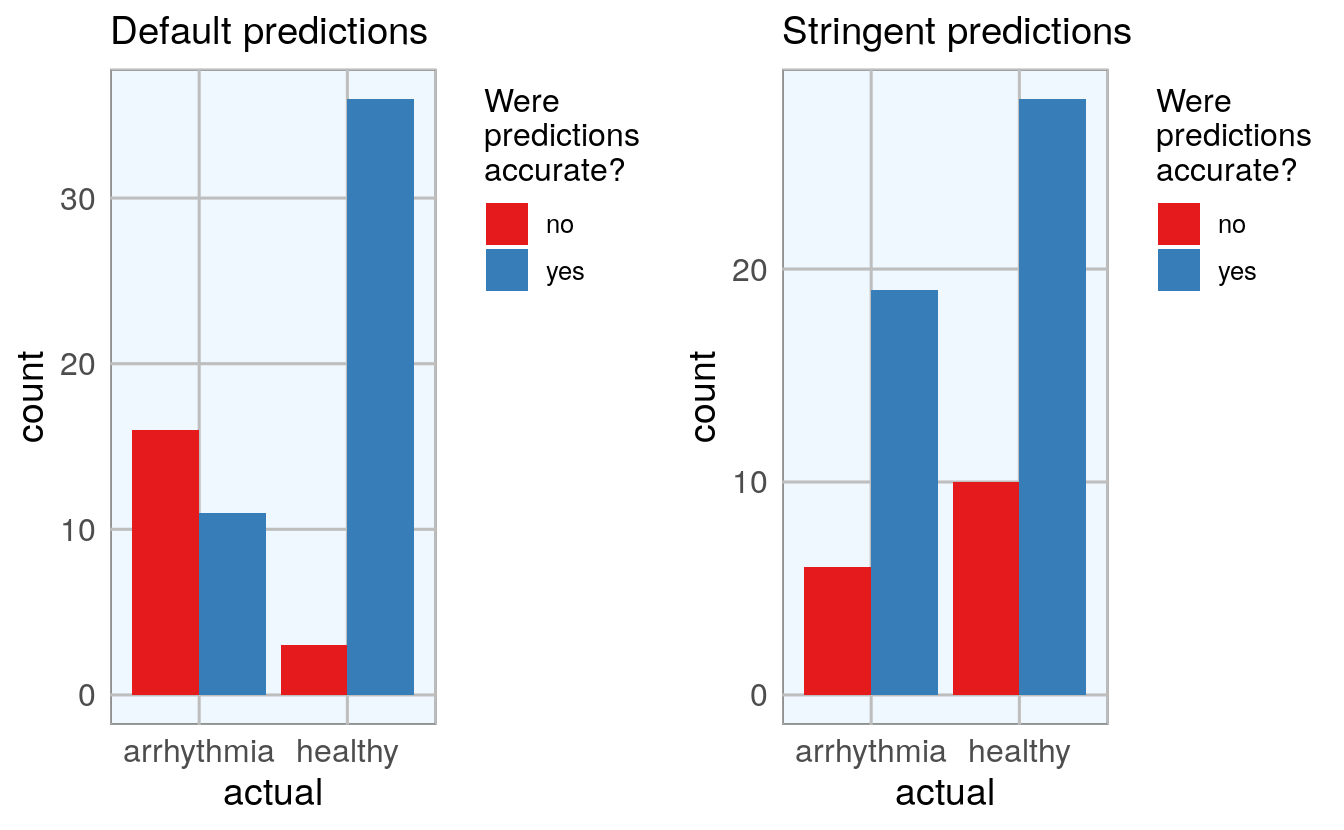 Default predictions
count
30
20
10
0
arrhythmia healthy
actual
Were
predictions
accurate?
no
yes
Stringent predictions
count
20
10
0
arrhythmia healthy
actual
Were
predictions
accurate?
no
yes